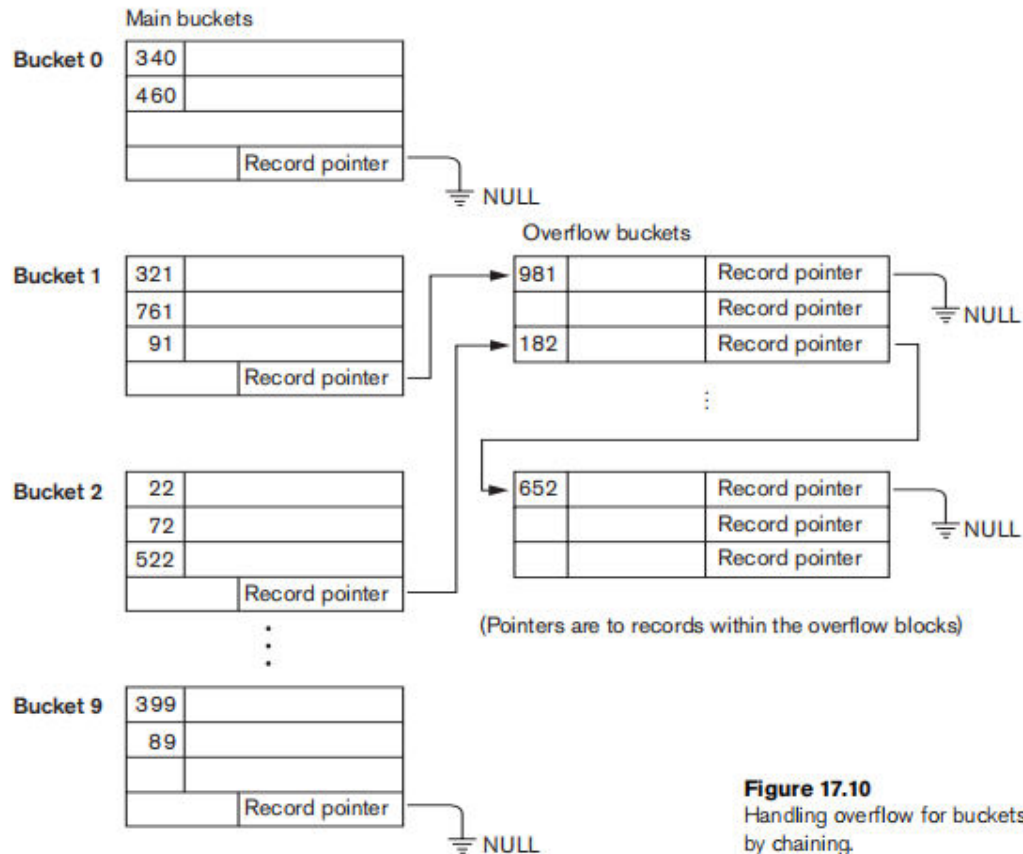 Main buckets
Bucket 0
340
460
Record pointer
NULL
Overflow buckets
Bucket 1
321
761
91
Record pointer
981 Record pointer
Record pointer
182 Record pointer
NULL
Bucket 2
22
72
522
Record pointer
652 Record pointer
Record pointer
Record pointer
NULL
(Pointers are to records within the overflow blocks)
Bucket 9
399
89
Record pointer
NULL
Figure 17.10
Handling overflow for buckets
by chaining.